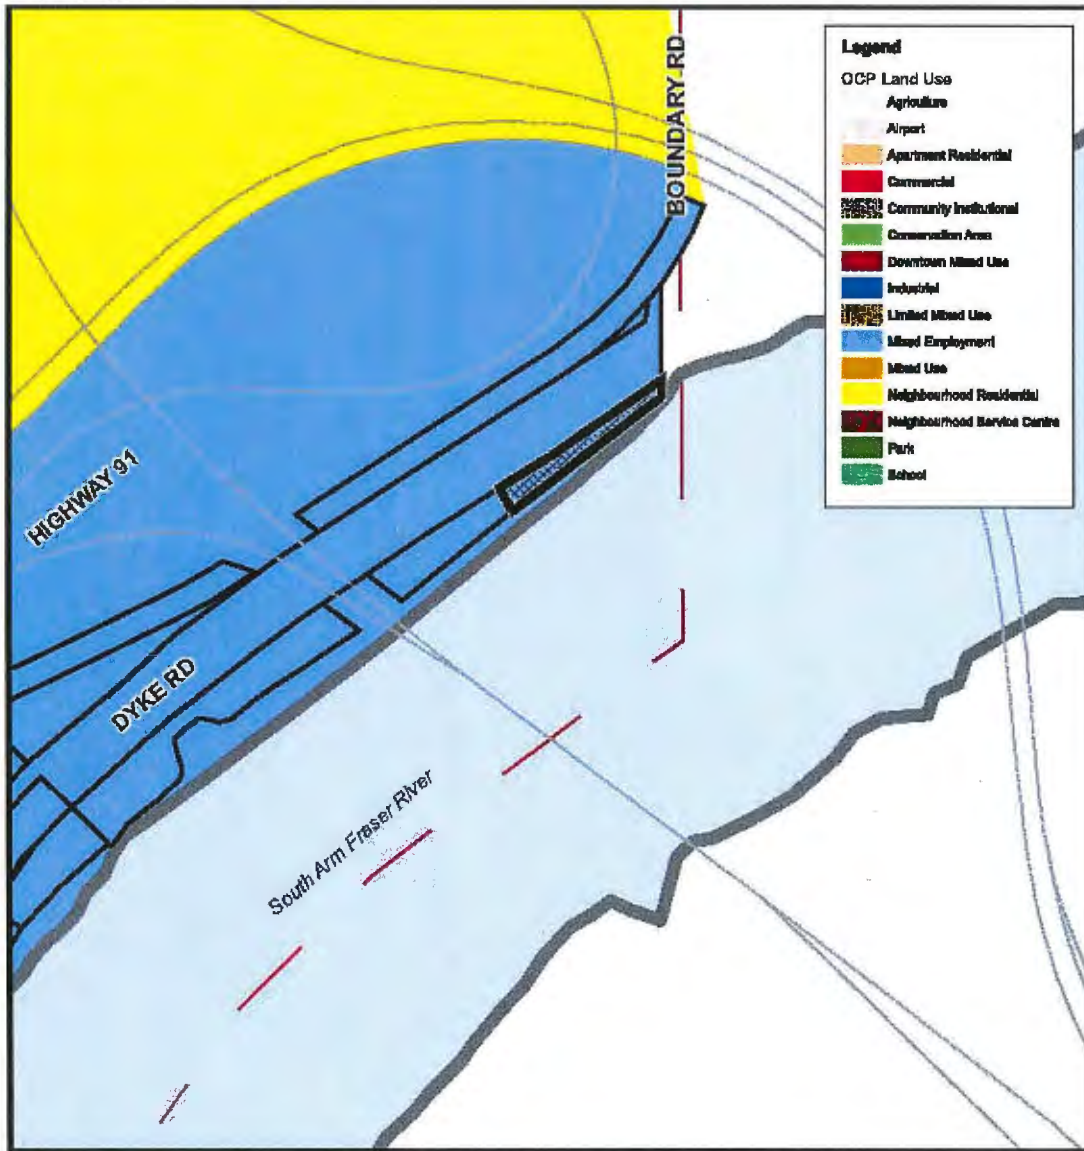 BOUNDARY RD
Legend
OCP Land Use
Agriculture
Airport
Apartment Residential
Commercial
Community Institutional
Conservation Area
Downtown Mixed Use
Industrial
Limited Mixed Use
Mixed Employment
Mixed Use
Neighbourhood Residential
Neighbourhood Service Centre
Park
School
HIGHWAY 91
DYKE RD
South Arm Fraser River